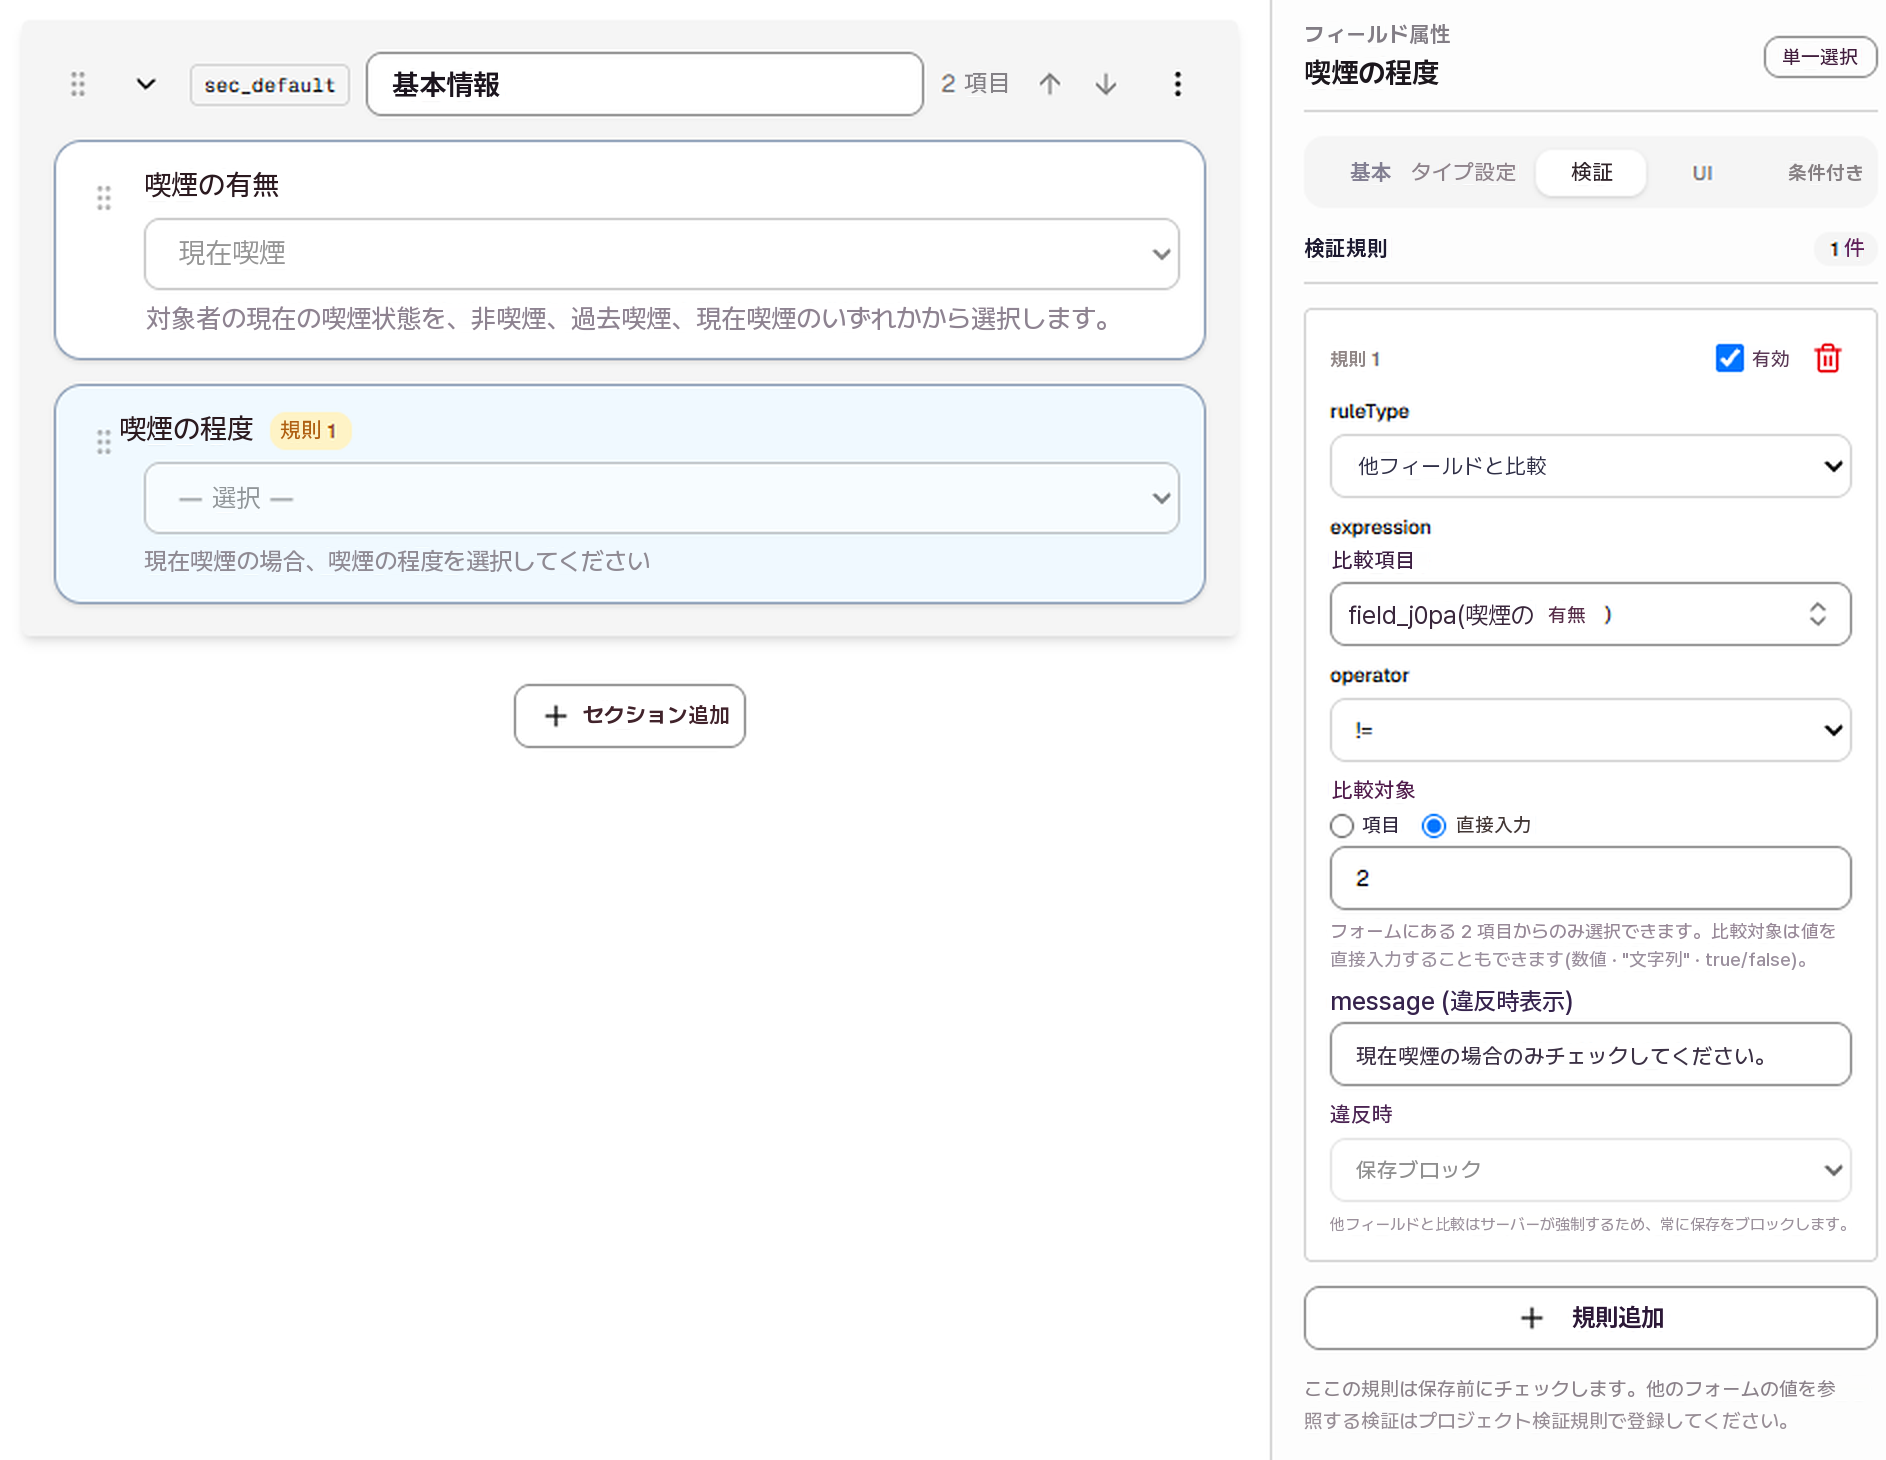 sec_default
基本情報
2 項目
喫煙の有無
現在喫煙
対象者の現在の喫煙状態を、非喫煙、過去喫煙、現在喫煙のいずれかから選択します。
喫煙の程度 規則 1
— 選択 —
現在喫煙の場合、喫煙の程度を選択してください
セクション追加
フィールド属性
喫煙の程度
単一選択
基本 タイプ設定 検証 UI 条件付き
検証規則
1 件
規則 1
有効
ruleType
他フィールドと比較
expression
比較項目
field_j0pa(喫煙の 有無 )
operator
!=
比較対象
項目 直接入力
2
フォームにある 2 項目からのみ選択できます。比較対象は値を
直接入力することもできます(数値 · "文字列" · true/false)。
message (違反時表示)
現在喫煙の場合のみチェックしてください。
違反時
保存ブロック
他フィールドと比較はサーバーが強制するため、常に保存をブロックします。
規則追加
ここの規則は保存前にチェックします。他のフォームの値を参
照する検証はプロジェクト検証規則で登録してください。